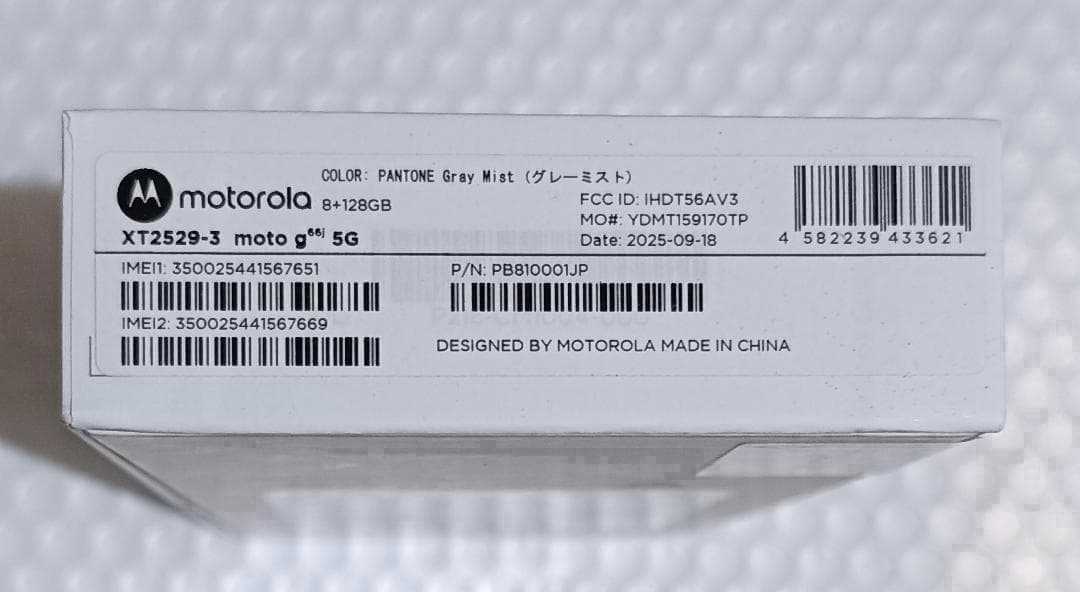 motorola
COLOR: PANTONE Gray Mist (グレーミスト)
8+128GB
XT2529-3 moto g⁶⁶ʲ 5G
FCC ID: IHDT56AV3
MO#: YDMT159170TP
Date: 2025-09-18
4 582239 433621
IMEI1: 350025441567651
P/N: PB810001JP
IMEI2: 350025441567669
DESIGNED BY MOTOROLA MADE IN CHINA